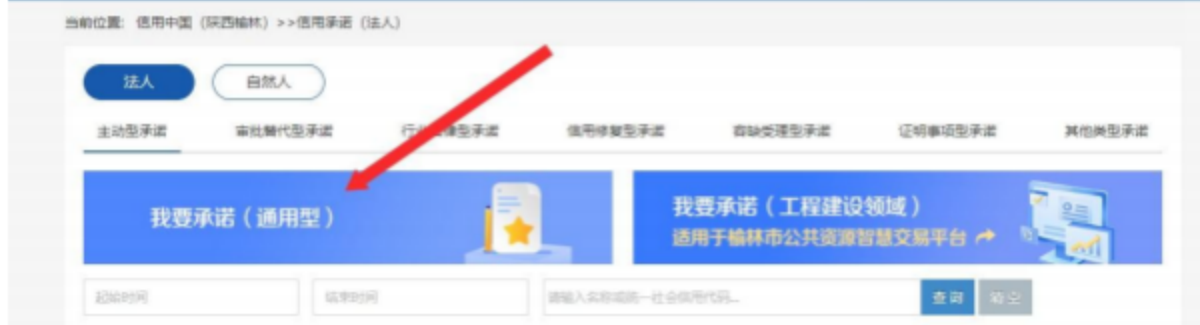 当前位置: 信用中国（陕西榆林）>>信用承诺（法人）
法人
自然人
主动型承诺
审批替代型承诺
信用修复型承诺
容缺受理型承诺
证明事项型承诺
其他类型承诺
我要承诺（通用型）
我要承诺（工程建设领域）
适用于榆林市公共资源智慧交易平台
起始时间
结束时间
请输入名称或统一社会信用代码...
查询
清空